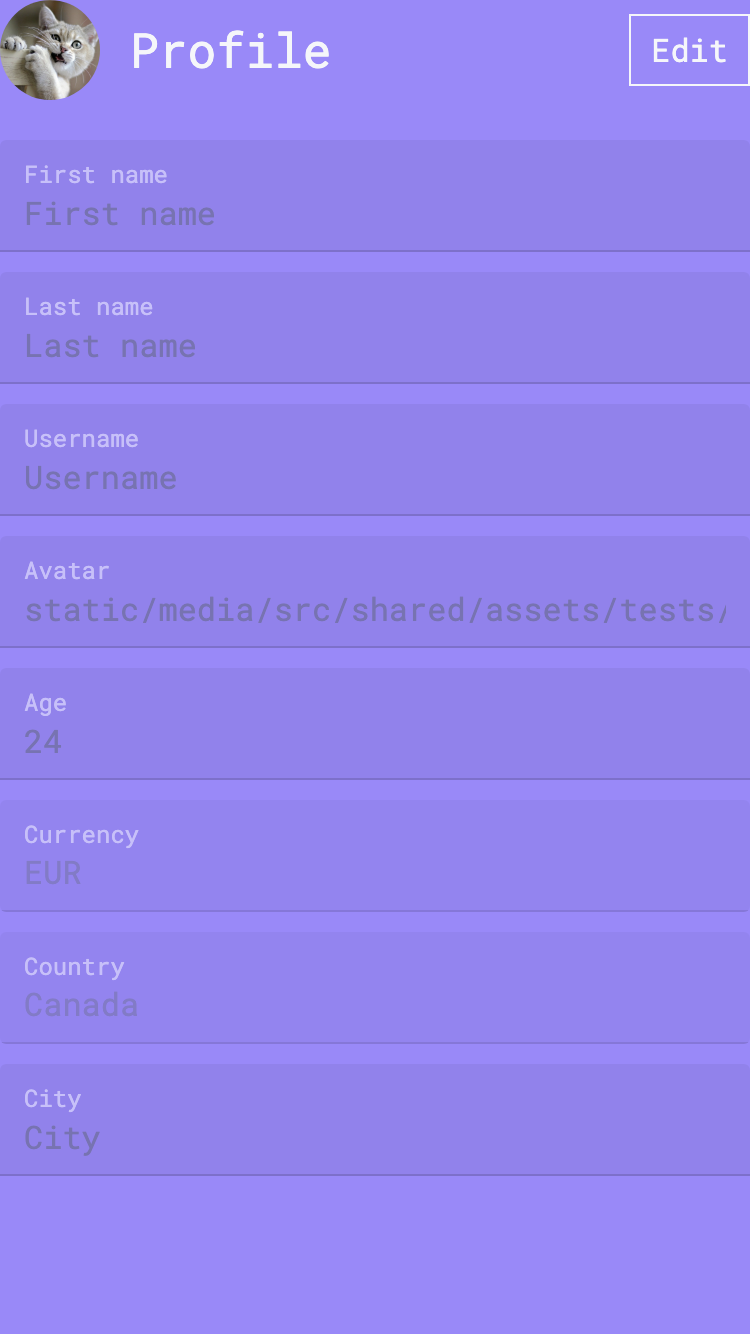 Profile
Edit
First name
First name
Last name
Last name
Username
Username
Avatar
static/media/src/shared/assets/tests/
Age
24
Currency
EUR
Country
Canada
City
City